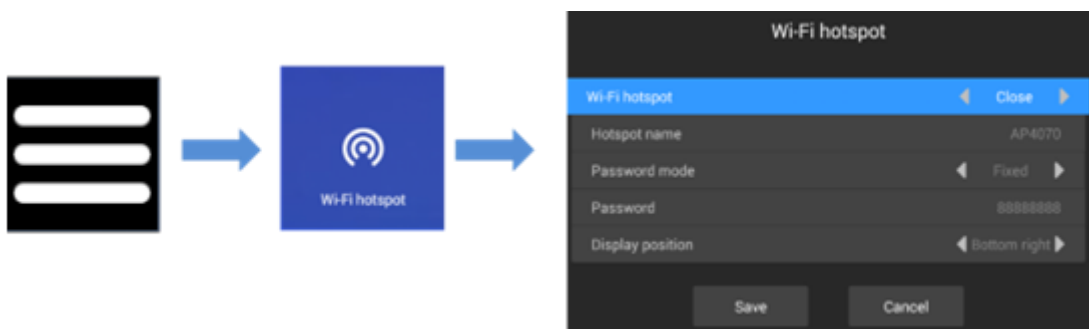 Wi-Fi hotspot
Wi-Fi hotspot
Wi-Fi hotspot Close
Hotspot name AP4070
Password mode Fixed
Password 88888888
Display position Bottom right
Save Cancel